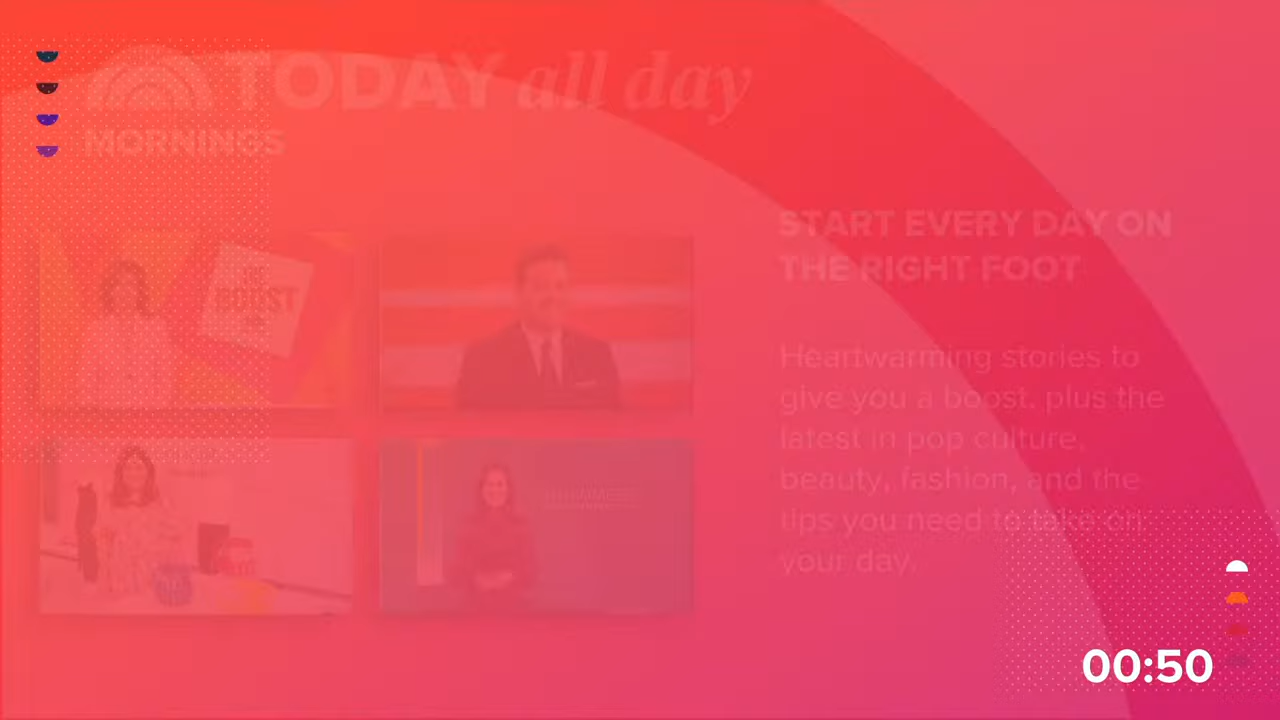 TODAY all day
MORNINGS
START EVERY DAY ON
THE RIGHT FOOT
BOOST
Heartwarming stories to
give you a boost, plus the
latest in pop culture,
beauty, fashion, and the
tips you need to take on
your day.
00:50